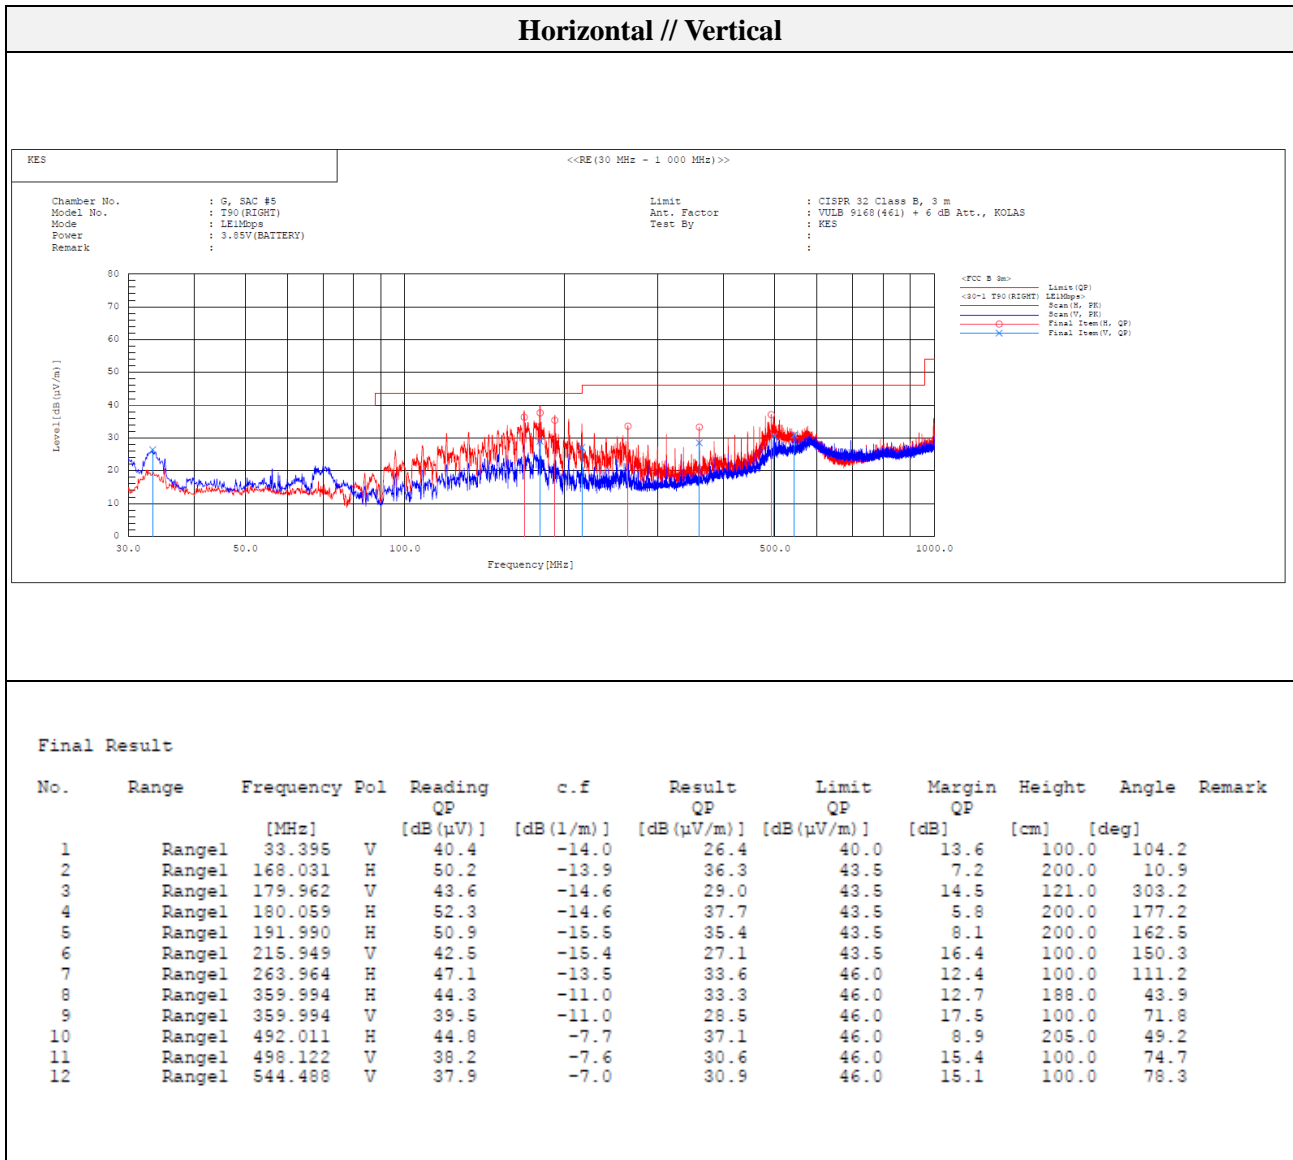 Horizontal // Vertical
KES
<<RE(30 MHz - 1 000 MHz)>>
Chamber No. : G, SAC #5
Model No. : T90(RIGHT)
Mode : LE1Mbps
Power : 3.85V(BATTERY)
Remark :
Limit : CISPR 32 Class B, 3 m
Ant. Factor : VULB 9168(461) + 6 dB Att., KOLAS
Test By : KES
:
:
80
70
60
50
40
30
20
10
0
Level[dB(µV/m)]
30.0 50.0 100.0 500.0 1000.0
Frequency[MHz]
<FCC B 3m>
Limit(QP)
<30-1 T90(RIGHT) LE1Mbps>
Scan(H, PK)
Scan(V, PK)
Final Item(H, QP)
Final Item(V, QP)
Final Result
No. Range Frequency Pol Reading c.f Result Limit Margin Height Angle Remark
QP QP QP QP
[MHz] [dB(µV)] [dB(1/m)] [dB(µV/m)] [dB(µV/m)] [dB] [cm] [deg]
1 Range1 33.395 V 40.4 -14.0 26.4 40.0 13.6 100.0 104.2
2 Range1 168.031 H 50.2 -13.9 36.3 43.5 7.2 200.0 10.9
3 Range1 179.962 V 43.6 -14.6 29.0 43.5 14.5 121.0 303.2
4 Range1 180.059 H 52.3 -14.6 37.7 43.5 5.8 200.0 177.2
5 Range1 191.990 H 50.9 -15.5 35.4 43.5 8.1 200.0 162.5
6 Range1 215.949 V 42.5 -15.4 27.1 43.5 16.4 100.0 150.3
7 Range1 263.964 H 47.1 -13.5 33.6 46.0 12.4 100.0 111.2
8 Range1 359.994 H 44.3 -11.0 33.3 46.0 12.7 188.0 43.9
9 Range1 359.994 V 39.5 -11.0 28.5 46.0 17.5 100.0 71.8
10 Range1 492.011 H 44.8 -7.7 37.1 46.0 8.9 205.0 49.2
11 Range1 498.122 V 38.2 -7.6 30.6 46.0 15.4 100.0 74.7
12 Range1 544.488 V 37.9 -7.0 30.9 46.0 15.1 100.0 78.3